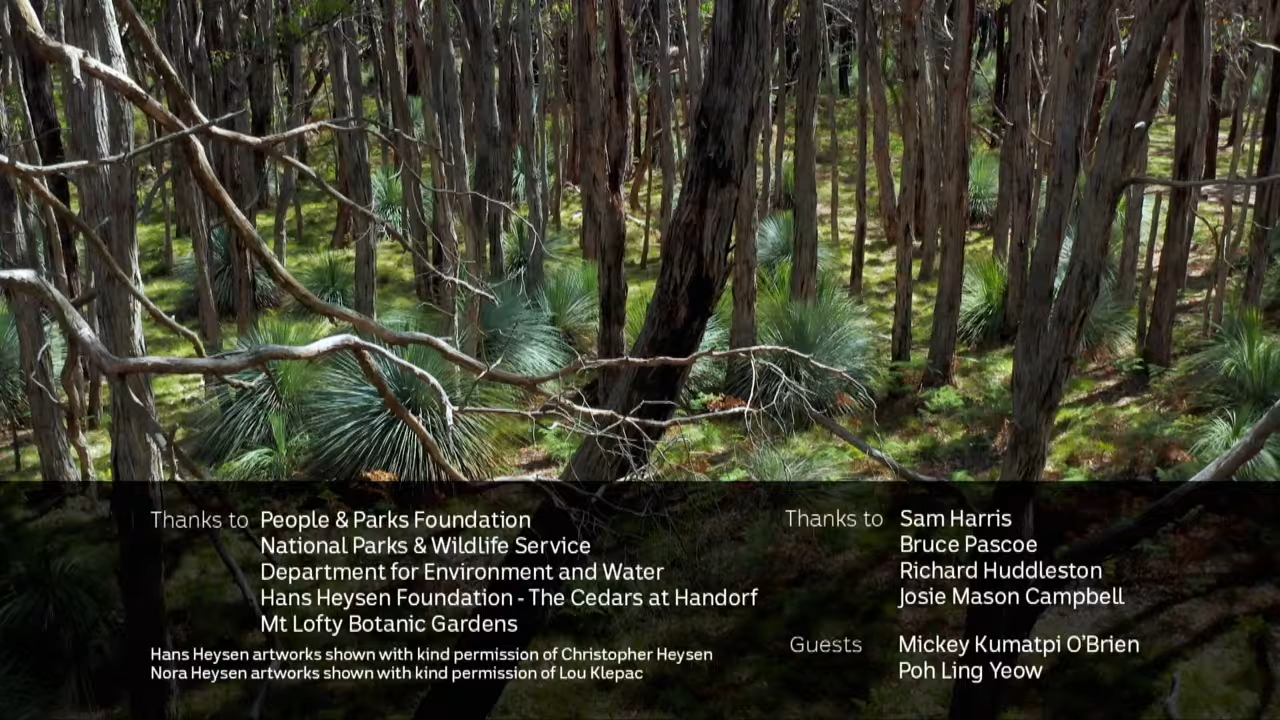 Thanks to People & Parks Foundation
National Parks & Wildlife Service
Department for Environment and Water
Hans Heysen Foundation - The Cedars at Handorf
Mt Lofty Botanic Gardens
Hans Heysen artworks shown with kind permission of Christopher Heysen
Nora Heysen artworks shown with kind permission of Lou Klepac
Thanks to Sam Harris
Bruce Pascoe
Richard Huddleston
Josie Mason Campbell
Guests Mickey Kumatpi O'Brien
Poh Ling Yeow